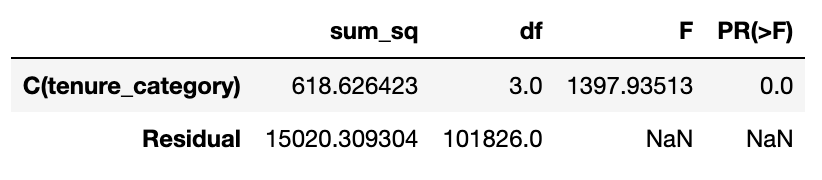 sum_sq df F PR(>F)
C(tenure_category) 618.626423 3.0 1397.93513 0.0
Residual 15020.309304 101826.0 NaN NaN